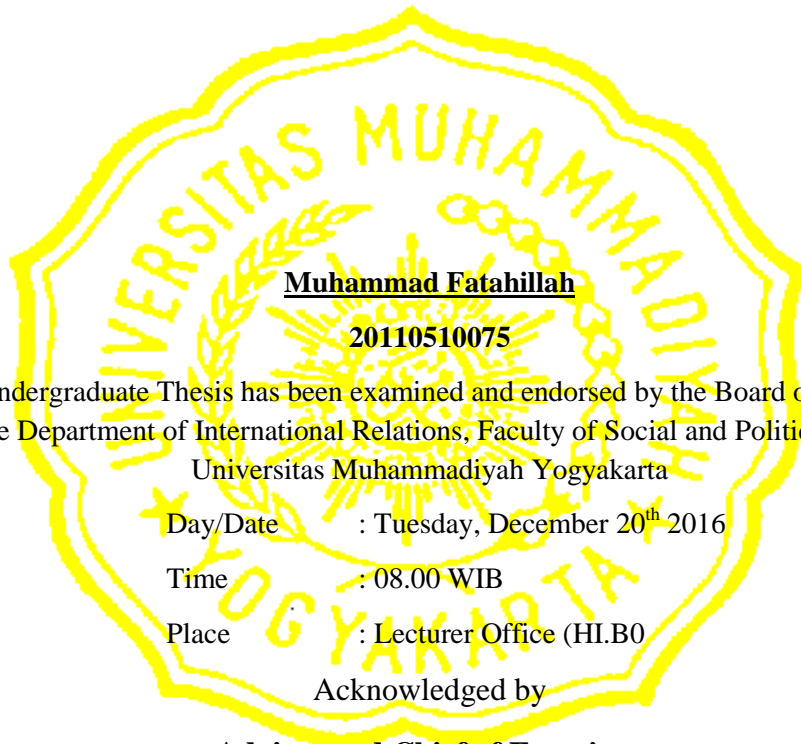 UNIVERSITAS MUHAMMADIYAH
YOGYAKARTA
Muhammad Fatahillah
20110510075
ndergraduate Thesis has been examined and endorsed by the Board o
e Department of International Relations, Faculty of Social and Politic
Universitas Muhammadiyah Yogyakarta
Day/Date : Tuesday, December 20th 2016
Time : 08.00 WIB
Place : Lecturer Office (HI.B0
Acknowledged by